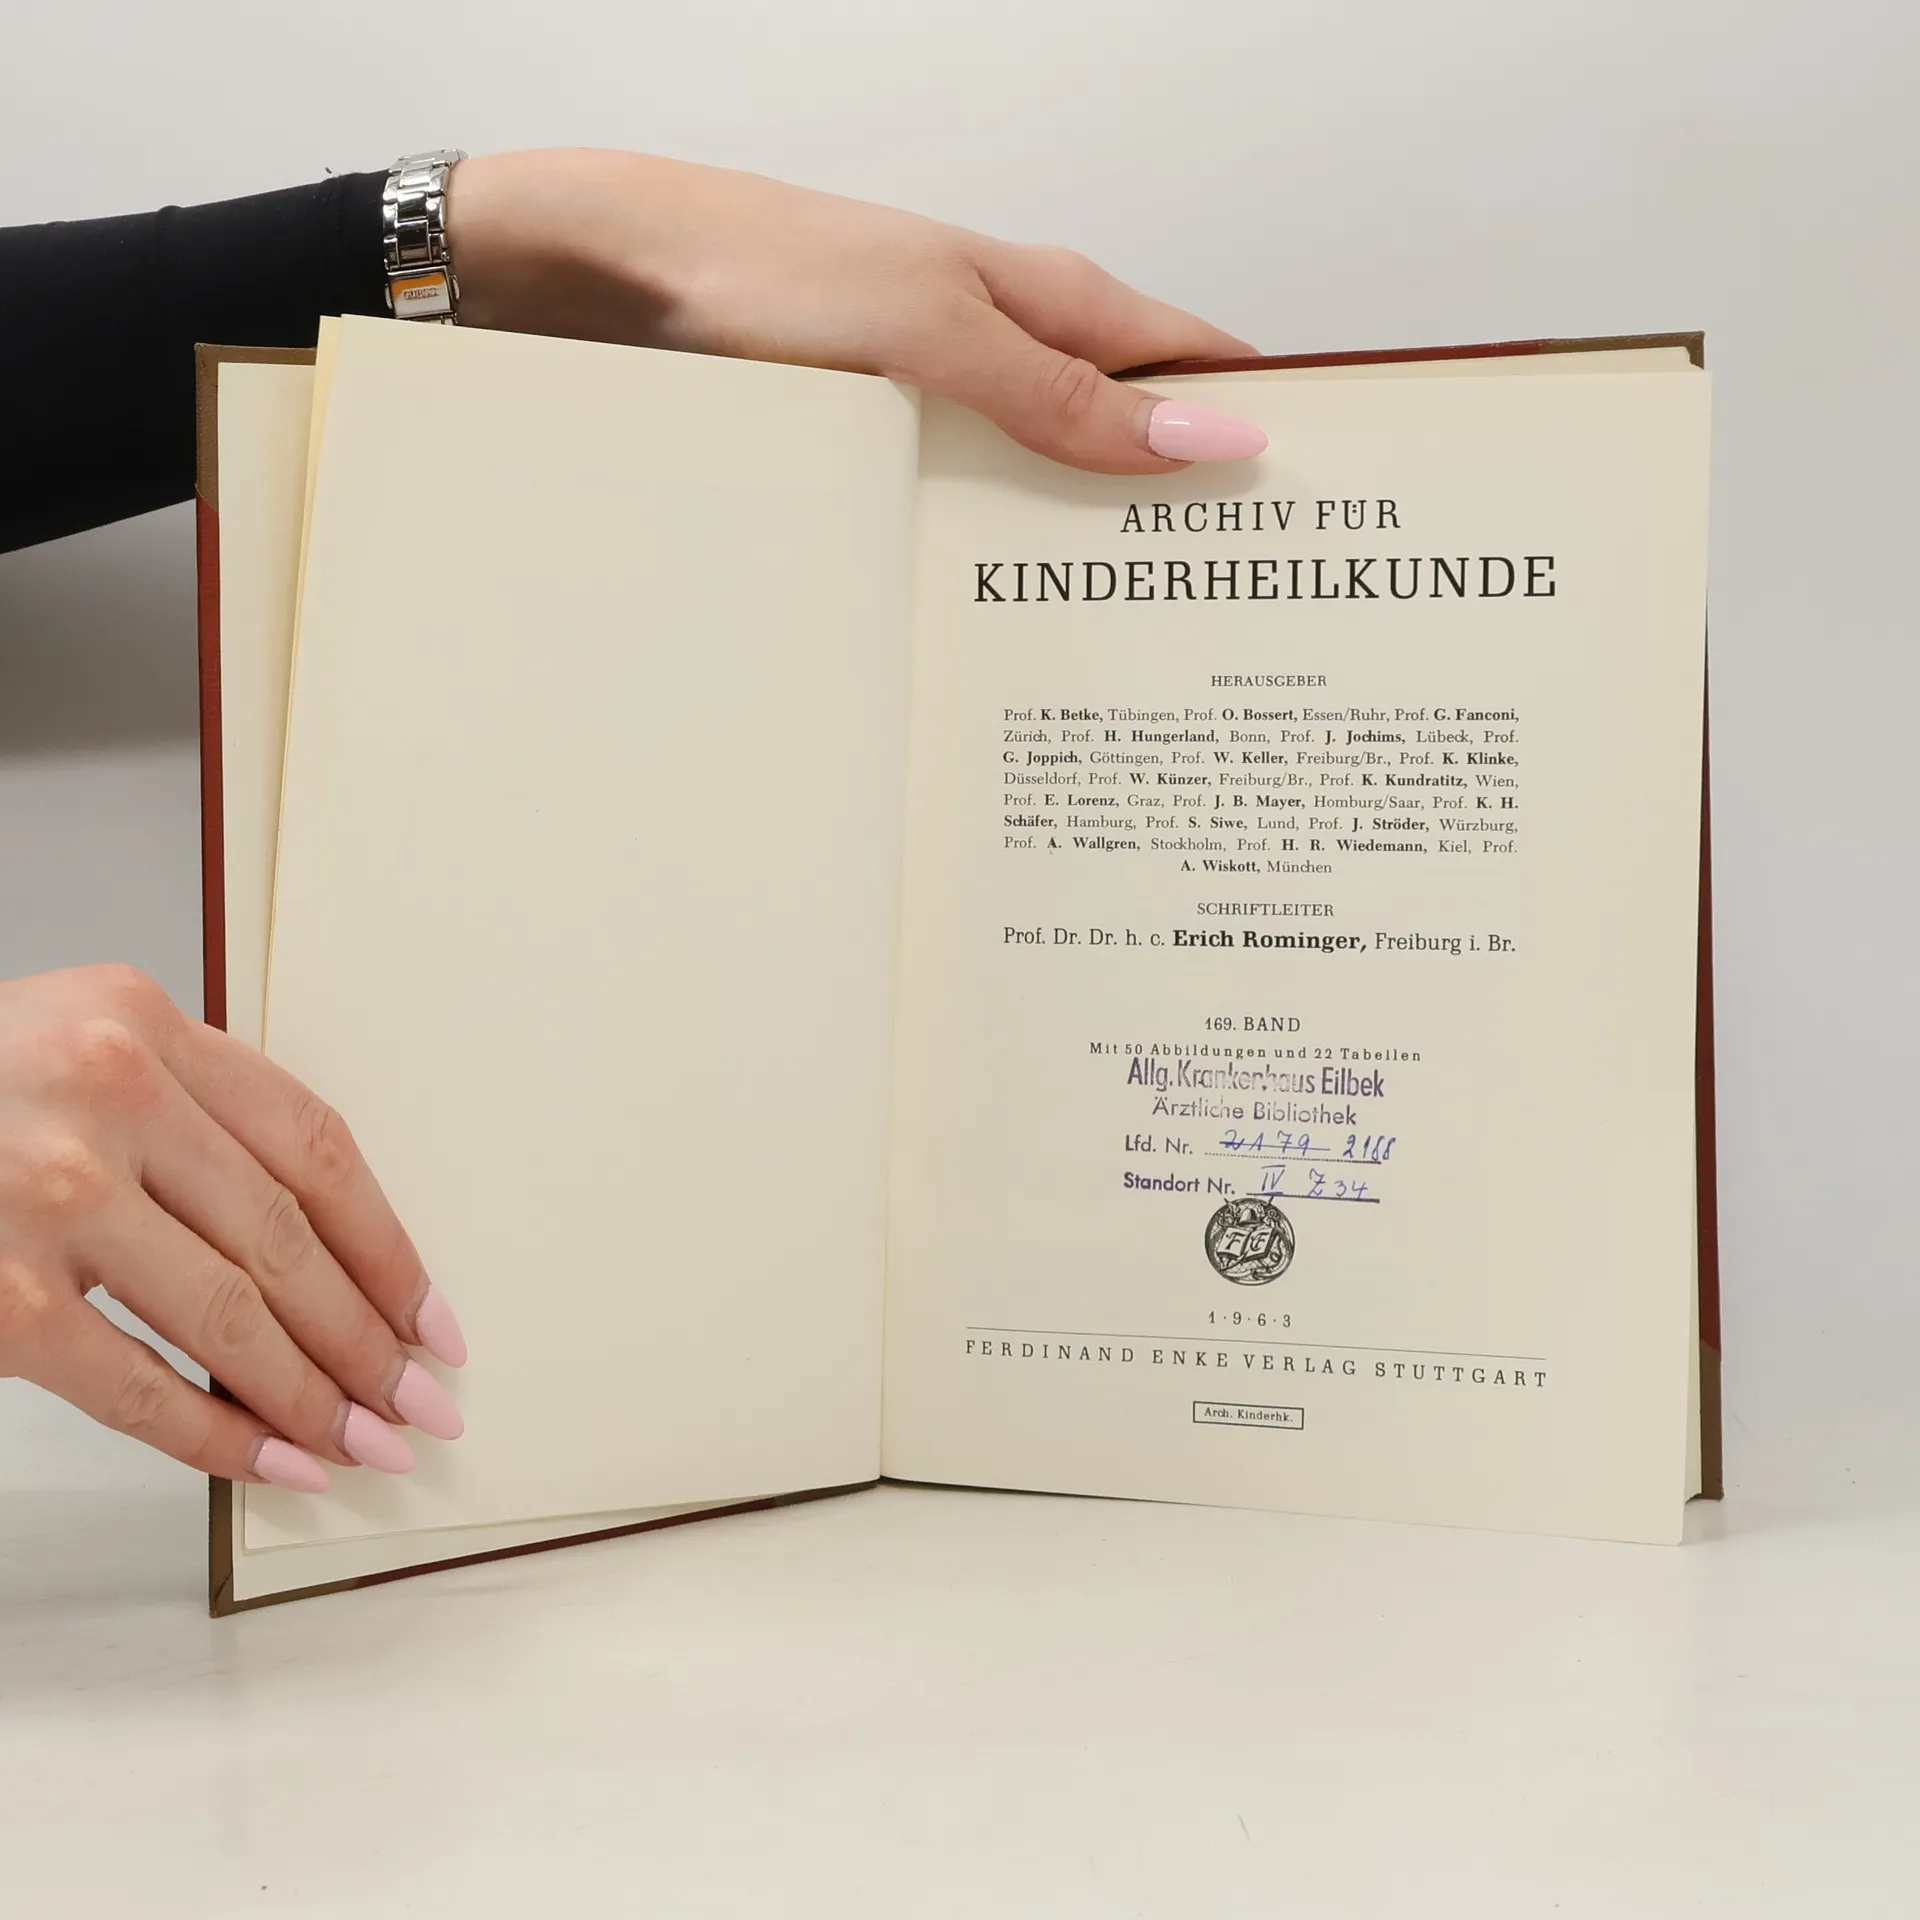 ARCHIV FÜR
KINDERHEILKUNDE
HERAUSGEBER
Prof. K. Betke, Tübingen, Prof. O. Bossert, Essen/Ruhr, Prof. G. Fanconi,
Zürich, Prof. H. Hungerland, Bonn, Prof. J. Jochims, Lübeck, Prof.
G. Joppich, Göttingen, Prof. W. Keller, Freiburg/Br., Prof. K. Klinke,
Düsseldorf, Prof. W. Künzer, Freiburg/Br., Prof. K. Kundratitz, Wien,
Prof. E. Lorenz, Graz, Prof. J. B. Mayer, Homburg/Saar, Prof. K. H.
Schäfer, Hamburg, Prof. S. Siwe, Lund, Prof. J. Ströder, Würzburg,
Prof. A. Wallgren, Stockholm, Prof. H. R. Wiedemann, Kiel, Prof.
A. Wiskott, München
SCHRIFTLEITER
Prof. Dr. Dr. h. c. Erich Rominger, Freiburg i. Br.
169. BAND
Mit 50 Abbildungen und 22 Tabellen
Allg. Krankenhaus Eilbek
Ärztliche Bibliothek
Lfd. Nr. 2188
Standort Nr. IV Z 34
F E
1·9·6·3
FERDINAND ENKE VERLAG STUTTGART
Arch. Kinderhk.